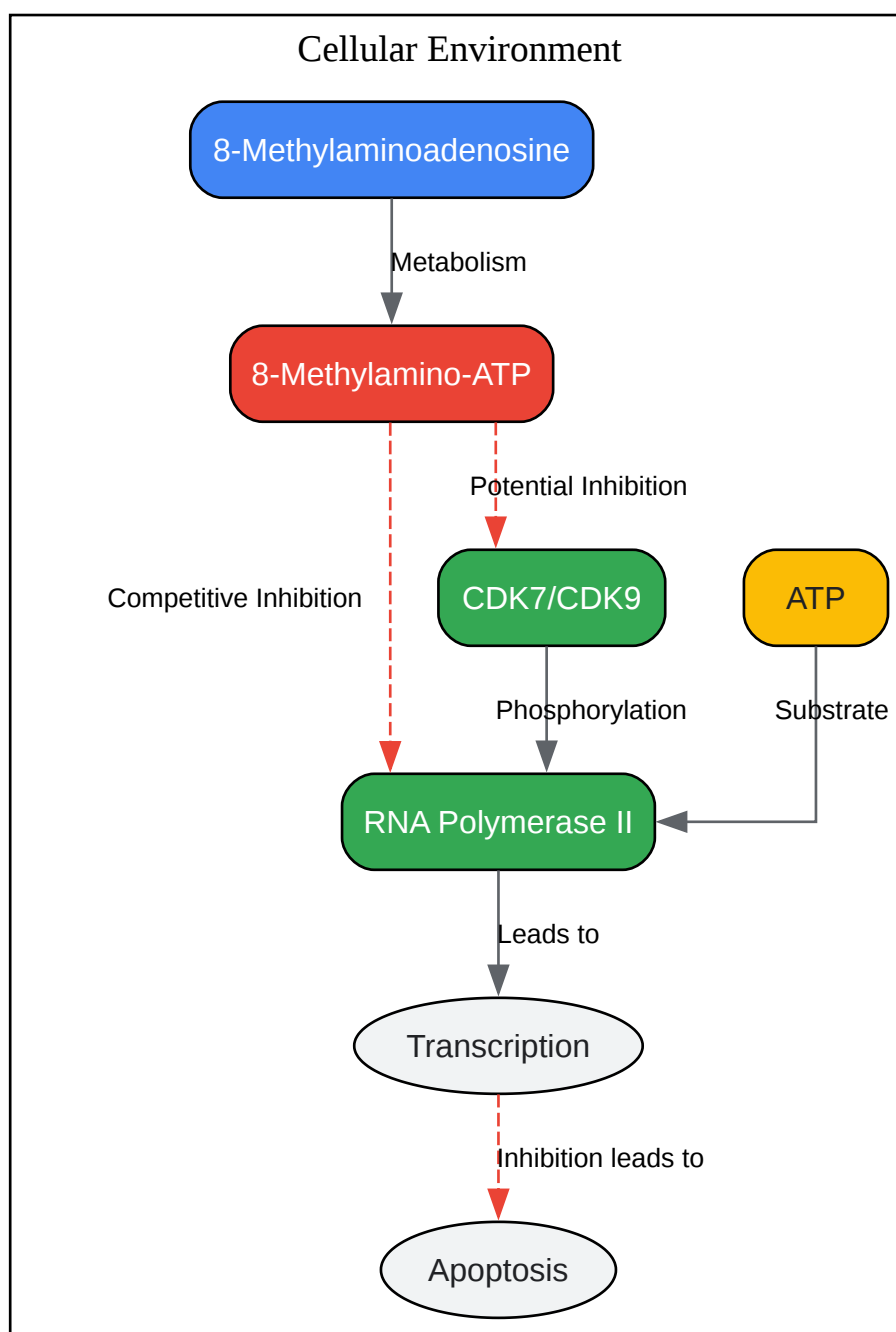 Cellular Environment
8-Methylaminoadenosine
Metabolism
8-Methylamino-ATP
Potential Inhibition
Competitive Inhibition
CDK7/CDK9
ATP
Phosphorylation
Substrate
RNA Polymerase II
Leads to
Transcription
Inhibition leads to
Apoptosis